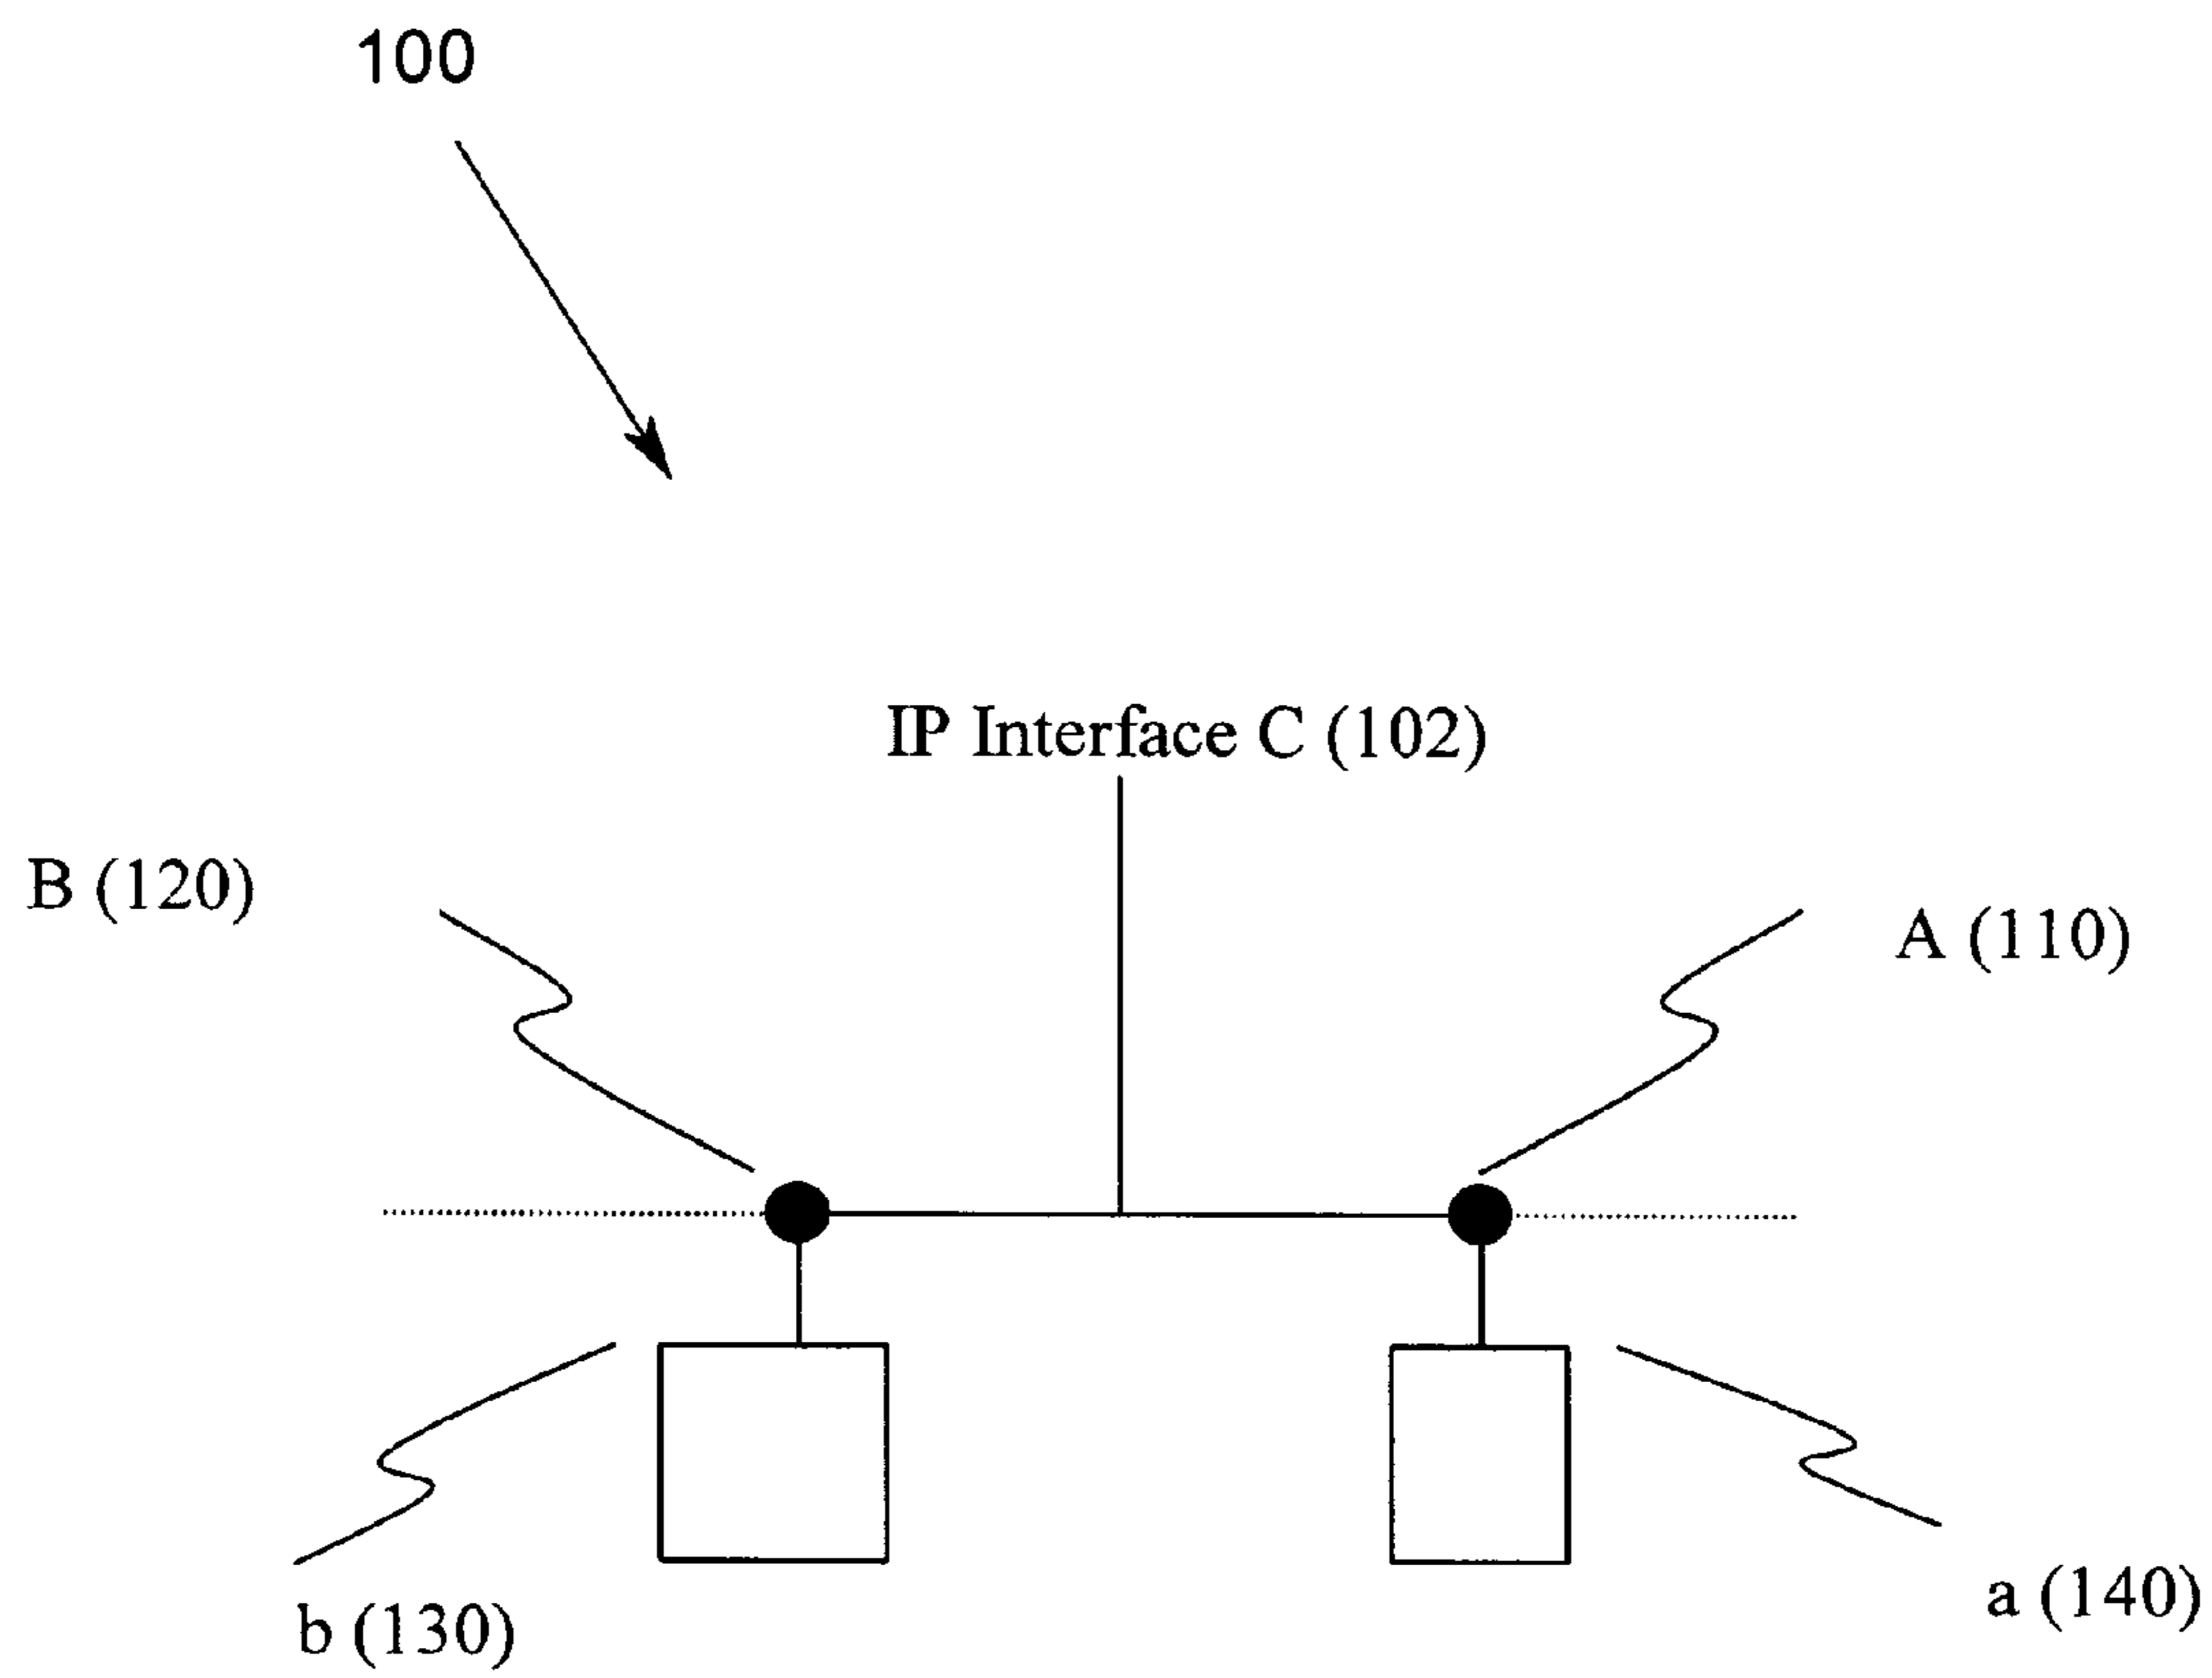 100
IP Interface C (102)
B (120)
A (110)
b (130)
a (140)